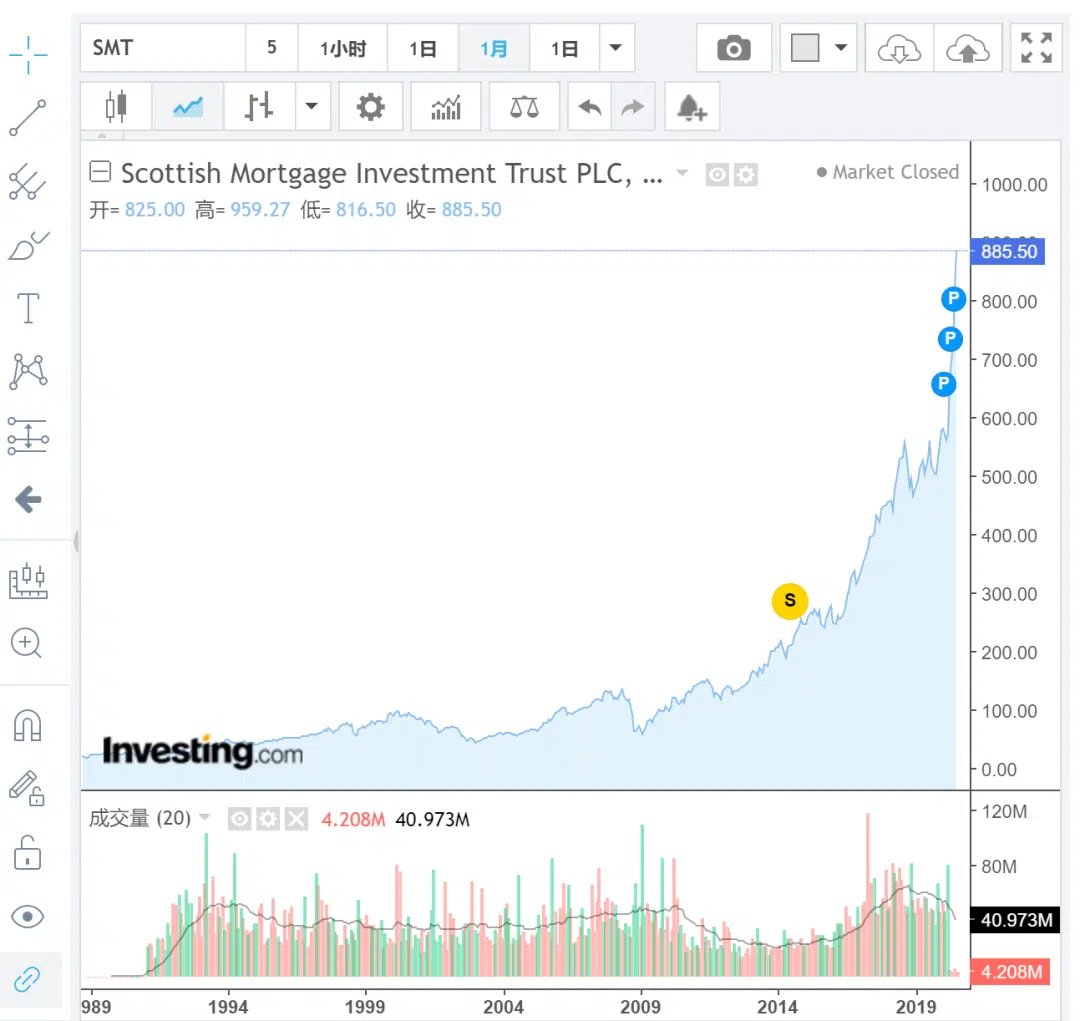 SMT 5 1小时 1日 1月 1日
Scottish Mortgage Investment Trust PLC, ...
Market Closed
开= 825.00 高= 959.27 低= 816.50 收= 885.50
1000.00
885.50
800.00
P
P
700.00
P
600.00
500.00
400.00
S
300.00
200.00
100.00
Investing.com
0.00
成交量 (20) 4.208M 40.973M
120M
80M
40.973M
4.208M
989 1994 1999 2004 2009 2014 2019
T